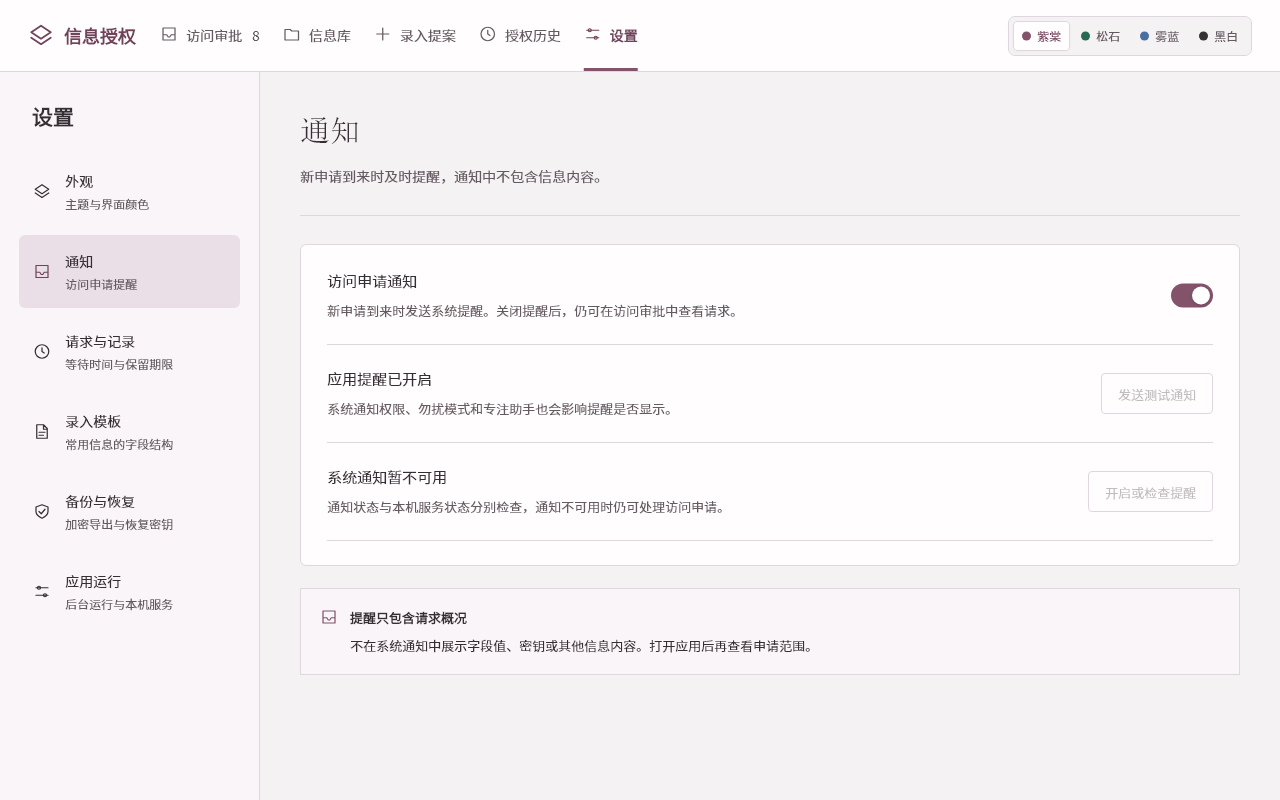 信息授权
访问审批 8
信息库
录入提案
授权历史
设置
紫棠
松石
雾蓝
黑白
设置
外观
主题与界面颜色
通知
访问申请提醒
请求与记录
等待时间与保留期限
录入模板
常用信息的字段结构
备份与恢复
加密导出与恢复密钥
应用运行
后台运行与本机服务
通知
新申请到来时及时提醒，通知中不包含信息内容。
访问申请通知
新申请到来时发送系统提醒。关闭提醒后，仍可在访问审批中查看请求。
应用提醒已开启
系统通知权限、勿扰模式和专注助手也会影响提醒是否显示。
发送测试通知
系统通知暂不可用
通知状态与本机服务状态分别检查，通知不可用时仍可处理访问申请。
开启或检查提醒
提醒只包含请求概况
不在系统通知中展示字段值、密钥或其他信息内容。打开应用后再查看申请范围。